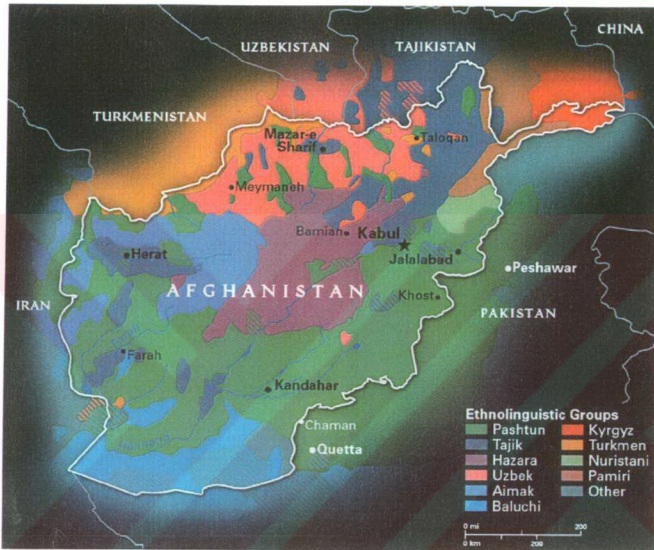 CHINA
UZBEKISTAN
TAJIKISTAN
TURKMENISTAN
Mazar-e
Sharif
Taloqan
Meymaneh
Bamian
Kabul
Herat
Jalalabad
Peshawar
AFGHANISTAN
Khost
IRAN
PAKISTAN
Farah
Kandahar
Chaman
Quetta
Ethnolinguistic Groups
Pashtun
Tajik
Hazara
Uzbek
Aimak
Baluchi
Kyrgyz
Turkmen
Nuristani
Pamiri
Other
0 mi 200
0 km 200